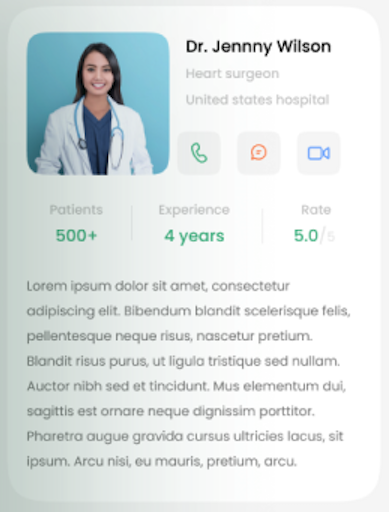 Dr. Jennny Wilson
Heart surgeon
United states hospital
Patients
500+
Experience
4 years
Rate
5.0/5
Lorem ipsum dolor sit amet, consectetur
adipiscing elit. Bibendum blandit scelerisque felis,
pellentesque neque risus, nascetur pretium.
Blandit risus purus, ut ligula tristique sed nullam.
Auctor nibh sed et tincidunt. Mus elementum dui,
sagittis est ornare neque dignissim porttitor.
Pharetra augue gravida cursus ultricies lacus, sit
ipsum. Arcu nisi, eu mauris, pretium, arcu.